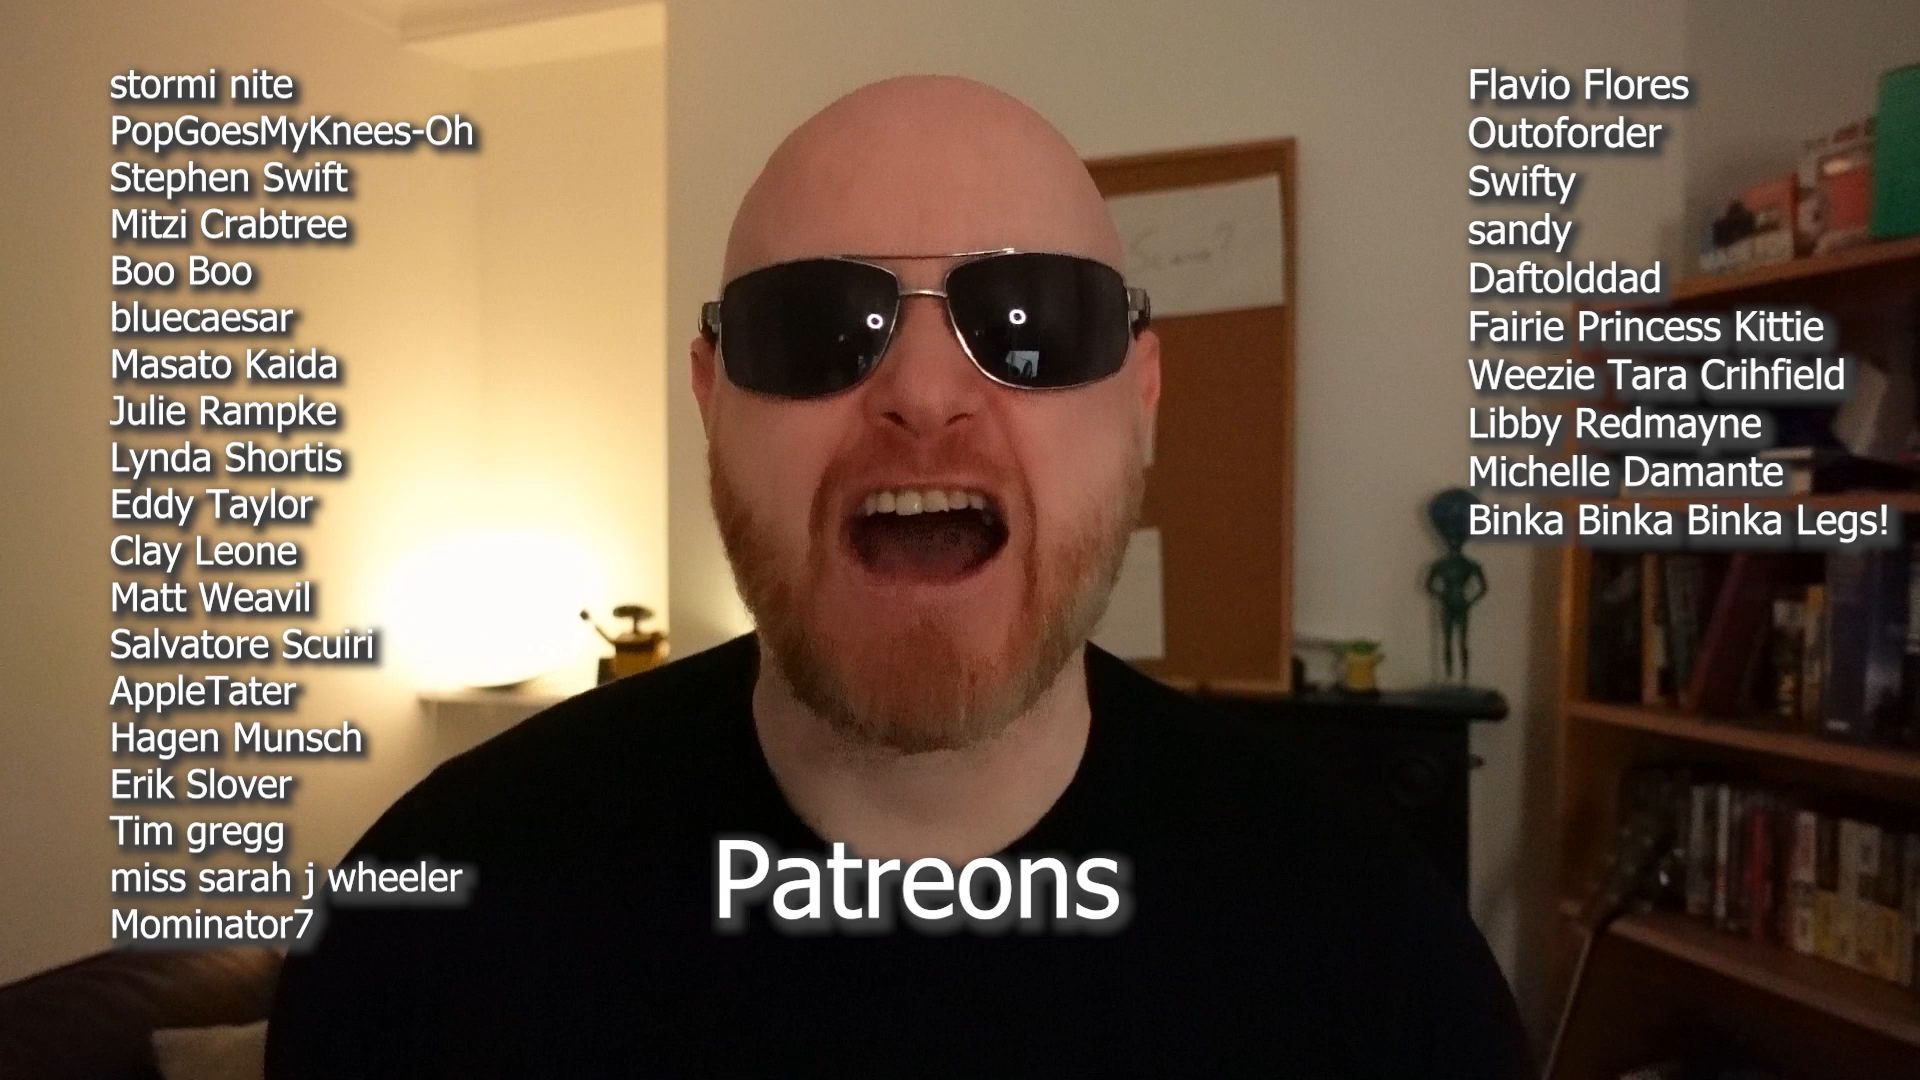 stormi nite
PopGoesMyKnees-Oh
Stephen Swift
Mitzi Crabtree
Boo Boo
bluecaesar
Masato Kaida
Julie Rampke
Lynda Shortis
Eddy Taylor
Clay Leone
Matt Weavil
Salvatore Scuiri
AppleTater
Hagen Munsch
Erik Slover
Tim gregg
miss sarah j wheeler
Mominator7
Patreons
Flavio Flores
Outoforder
Swifty
sandy
Daftolddad
Fairie Princess Kittie
Weezie Tara Crihfield
Libby Redmayne
Michelle Damante
Binka Binka Binka Legs!